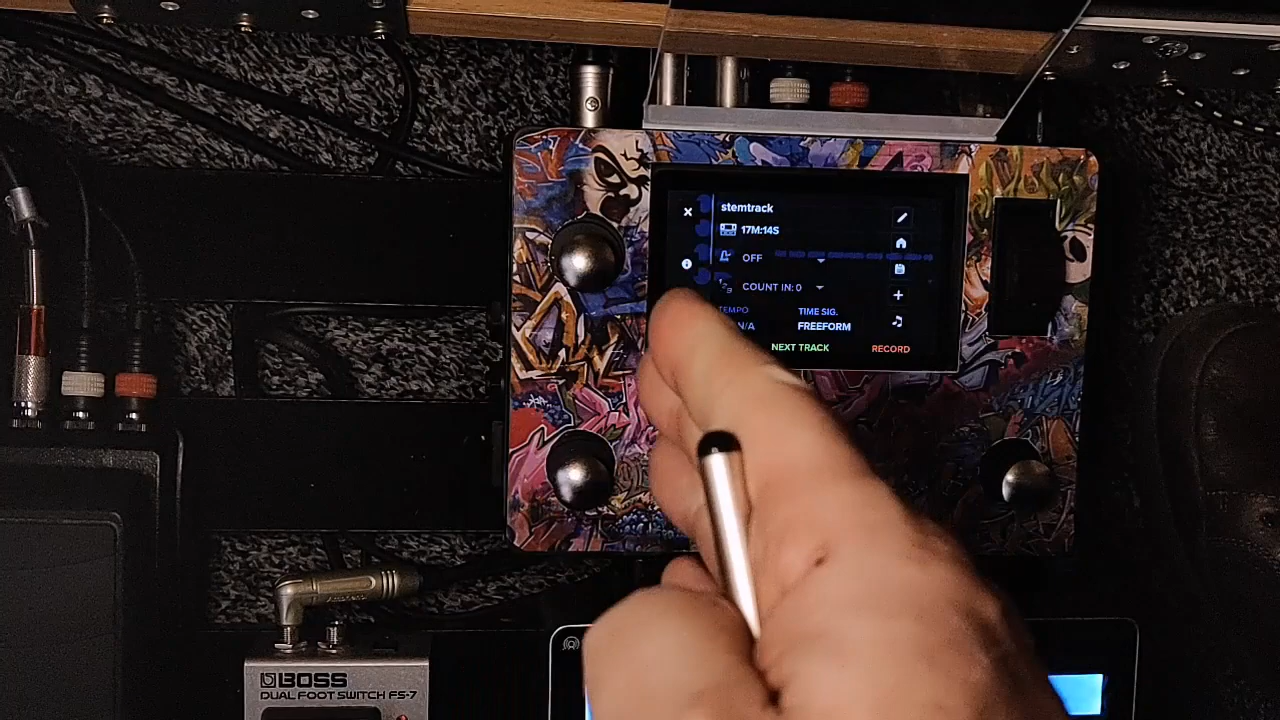 stemtrack
17M:14S
OFF
COUNT IN: 0
TEMPO TIME SIG.
N/A FREEFORM
NEXT TRACK RECORD
BOSS
DUAL FOOT SWITCH FS-7